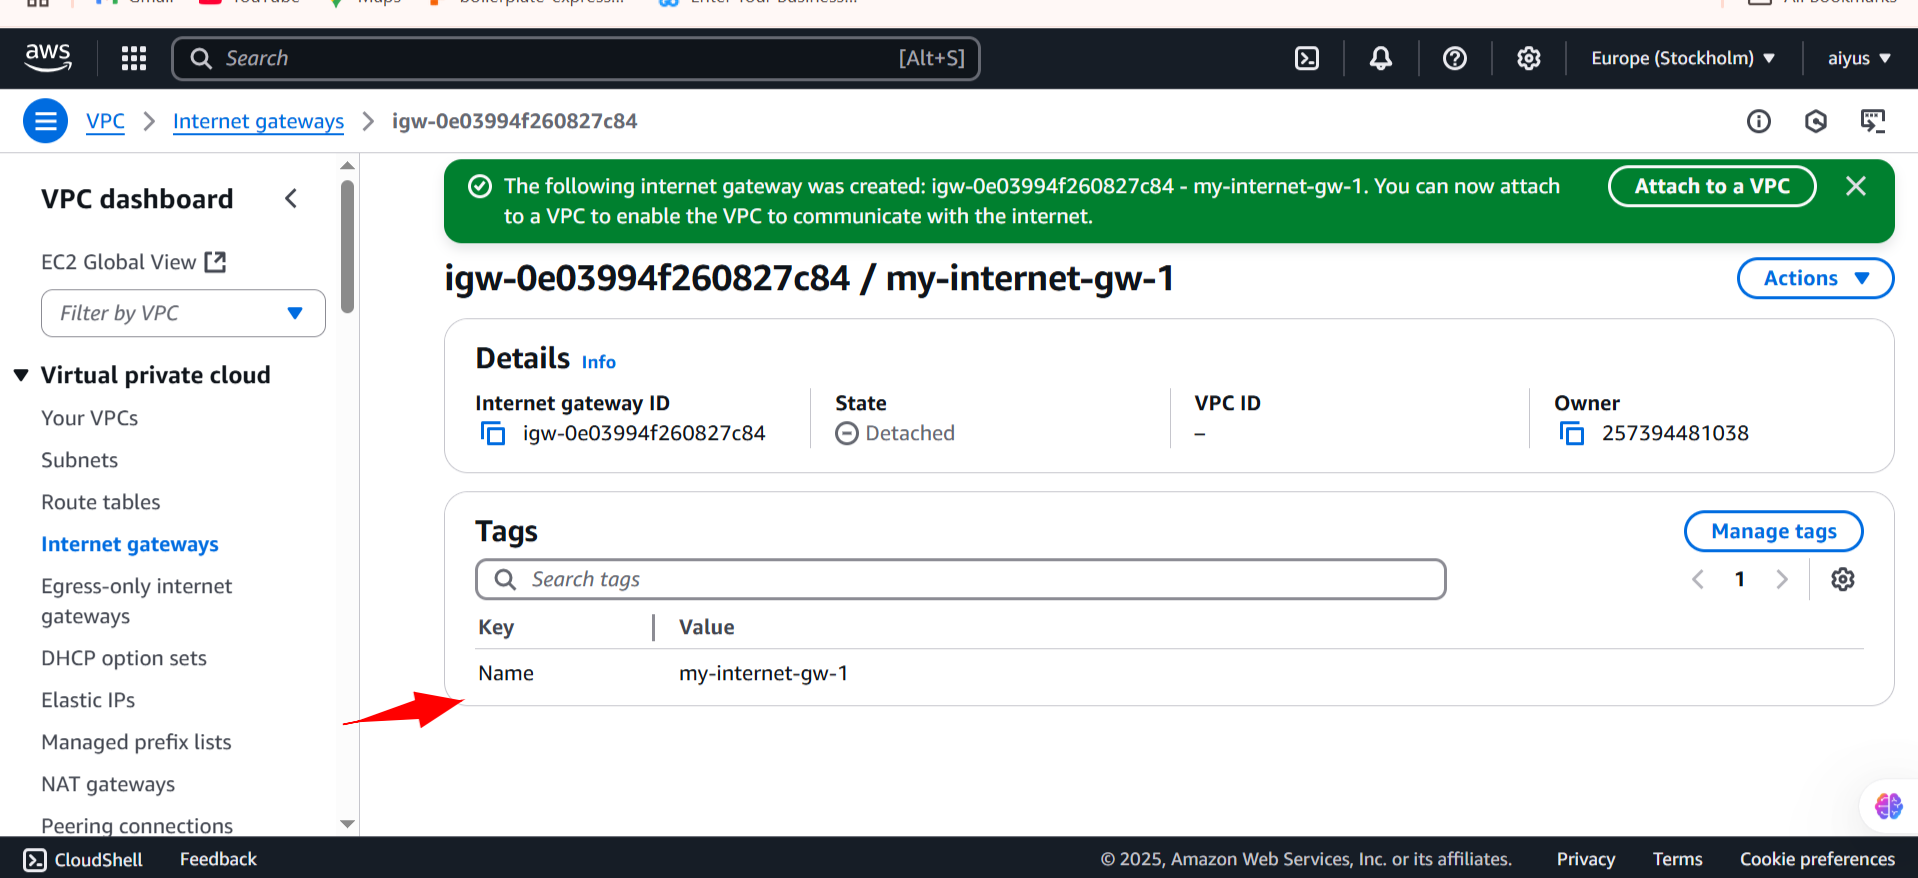 aws
Search
[Alt+S]
Europe (Stockholm)
aiyus
VPC
Internet gateways
igw-0e03994f260827c84
VPC dashboard
EC2 Global View
Filter by VPC
Virtual private cloud
Your VPCs
Subnets
Route tables
Internet gateways
Egress-only internet
gateways
DHCP option sets
Elastic IPs
Managed prefix lists
NAT gateways
Peering connections
The following internet gateway was created: igw-0e03994f260827c84 - my-internet-gw-1. You can now attach
to a VPC to enable the VPC to communicate with the internet.
Attach to a VPC
igw-0e03994f260827c84 / my-internet-gw-1
Actions
Details Info
Internet gateway ID
igw-0e03994f260827c84
State
Detached
VPC ID
–
Owner
257394481038
Tags
Manage tags
Search tags
1
Key Value
Name my-internet-gw-1
CloudShell
Feedback
© 2025, Amazon Web Services, Inc. or its affiliates.
Privacy
Terms
Cookie preferences